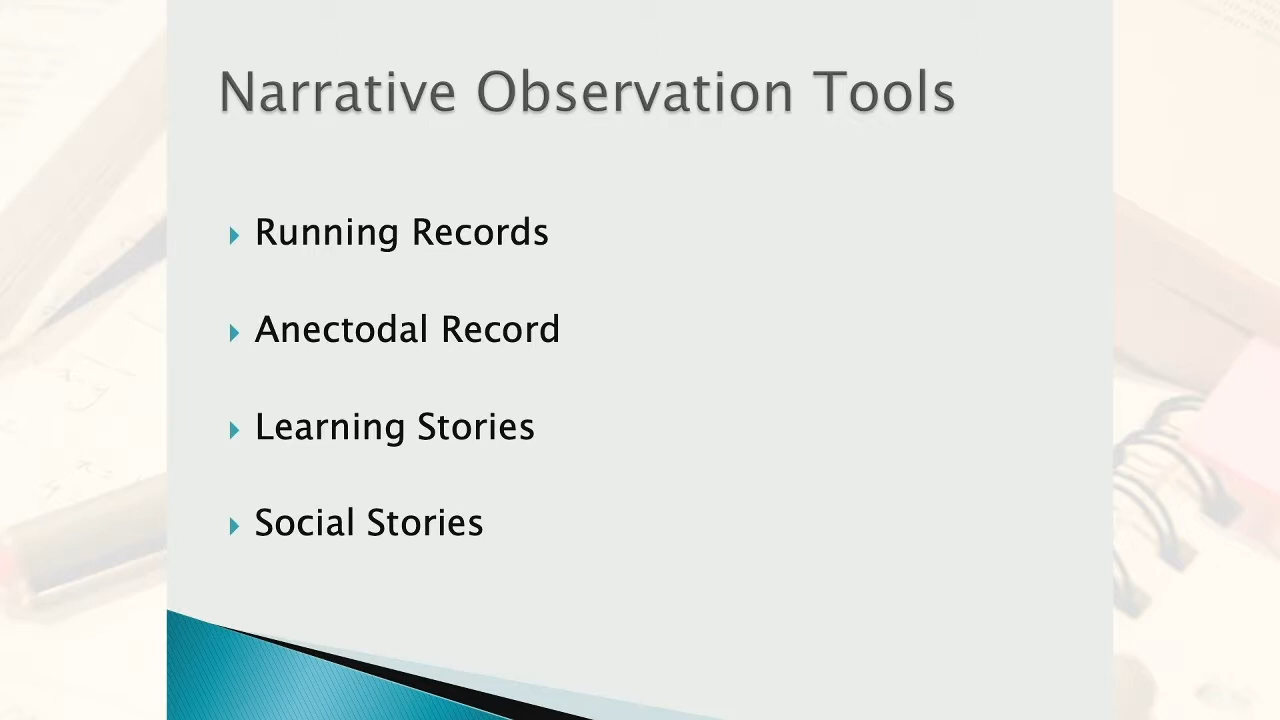 Narrative Observation Tools
Running Records
Anectodal Record
Learning Stories
Social Stories